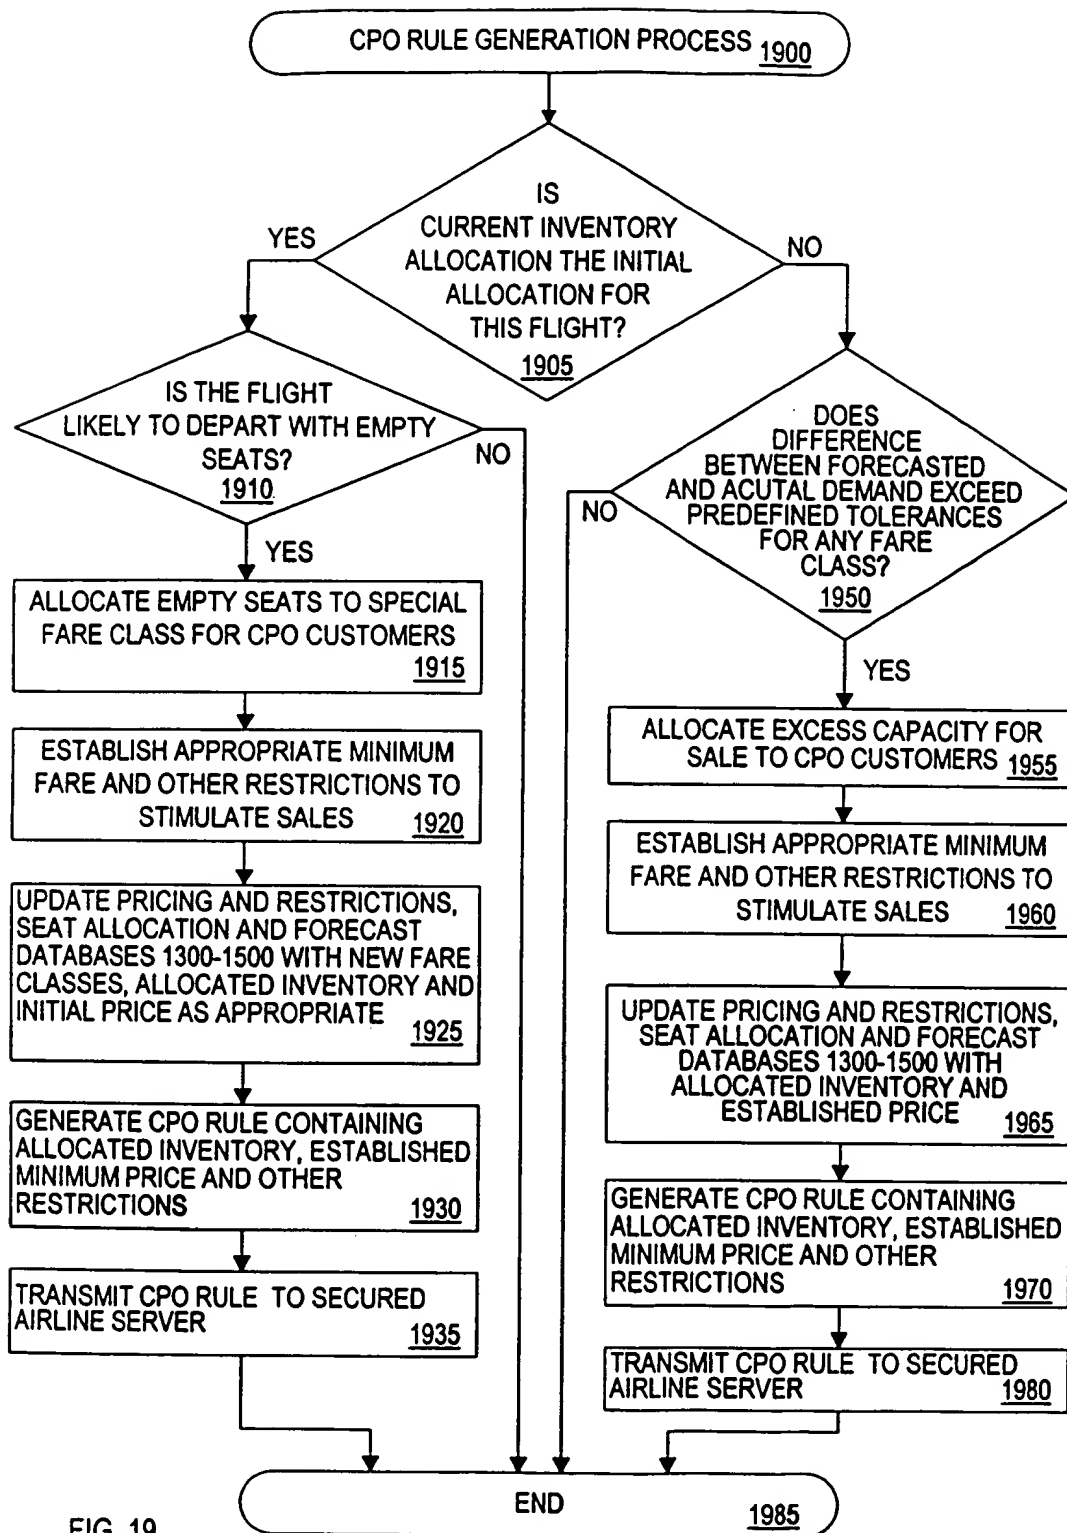 CPO RULE GENERATION PROCESS 1900
IS
CURRENT INVENTORY
ALLOCATION THE INITIAL
ALLOCATION FOR
THIS FLIGHT?
1905
YES
NO
IS THE FLIGHT
LIKELY TO DEPART WITH EMPTY
SEATS?
1910
NO
YES
ALLOCATE EMPTY SEATS TO SPECIAL
FARE CLASS FOR CPO CUSTOMERS
1915
ESTABLISH APPROPRIATE MINIMUM
FARE AND OTHER RESTRICTIONS TO
STIMULATE SALES 1920
UPDATE PRICING AND RESTRICTIONS,
SEAT ALLOCATION AND FORECAST
DATABASES 1300-1500 WITH NEW FARE
CLASSES, ALLOCATED INVENTORY AND
INITIAL PRICE AS APPROPRIATE 1925
GENERATE CPO RULE CONTAINING
ALLOCATED INVENTORY, ESTABLISHED
MINIMUM PRICE AND OTHER
RESTRICTIONS 1930
TRANSMIT CPO RULE TO SECURED
AIRLINE SERVER 1935
DOES
DIFFERENCE
BETWEEN FORECASTED
AND ACUTAL DEMAND EXCEED
PREDEFINED TOLERANCES
FOR ANY FARE
CLASS?
1950
NO
YES
ALLOCATE EXCESS CAPACITY FOR
SALE TO CPO CUSTOMERS 1955
ESTABLISH APPROPRIATE MINIMUM
FARE AND OTHER RESTRICTIONS TO
STIMULATE SALES 1960
UPDATE PRICING AND RESTRICTIONS,
SEAT ALLOCATION AND FORECAST
DATABASES 1300-1500 WITH
ALLOCATED INVENTORY AND
ESTABLISHED PRICE 1965
GENERATE CPO RULE CONTAINING
ALLOCATED INVENTORY, ESTABLISHED
MINIMUM PRICE AND OTHER
RESTRICTIONS 1970
TRANSMIT CPO RULE TO SECURED
AIRLINE SERVER 1980
END 1985
FIG. 19